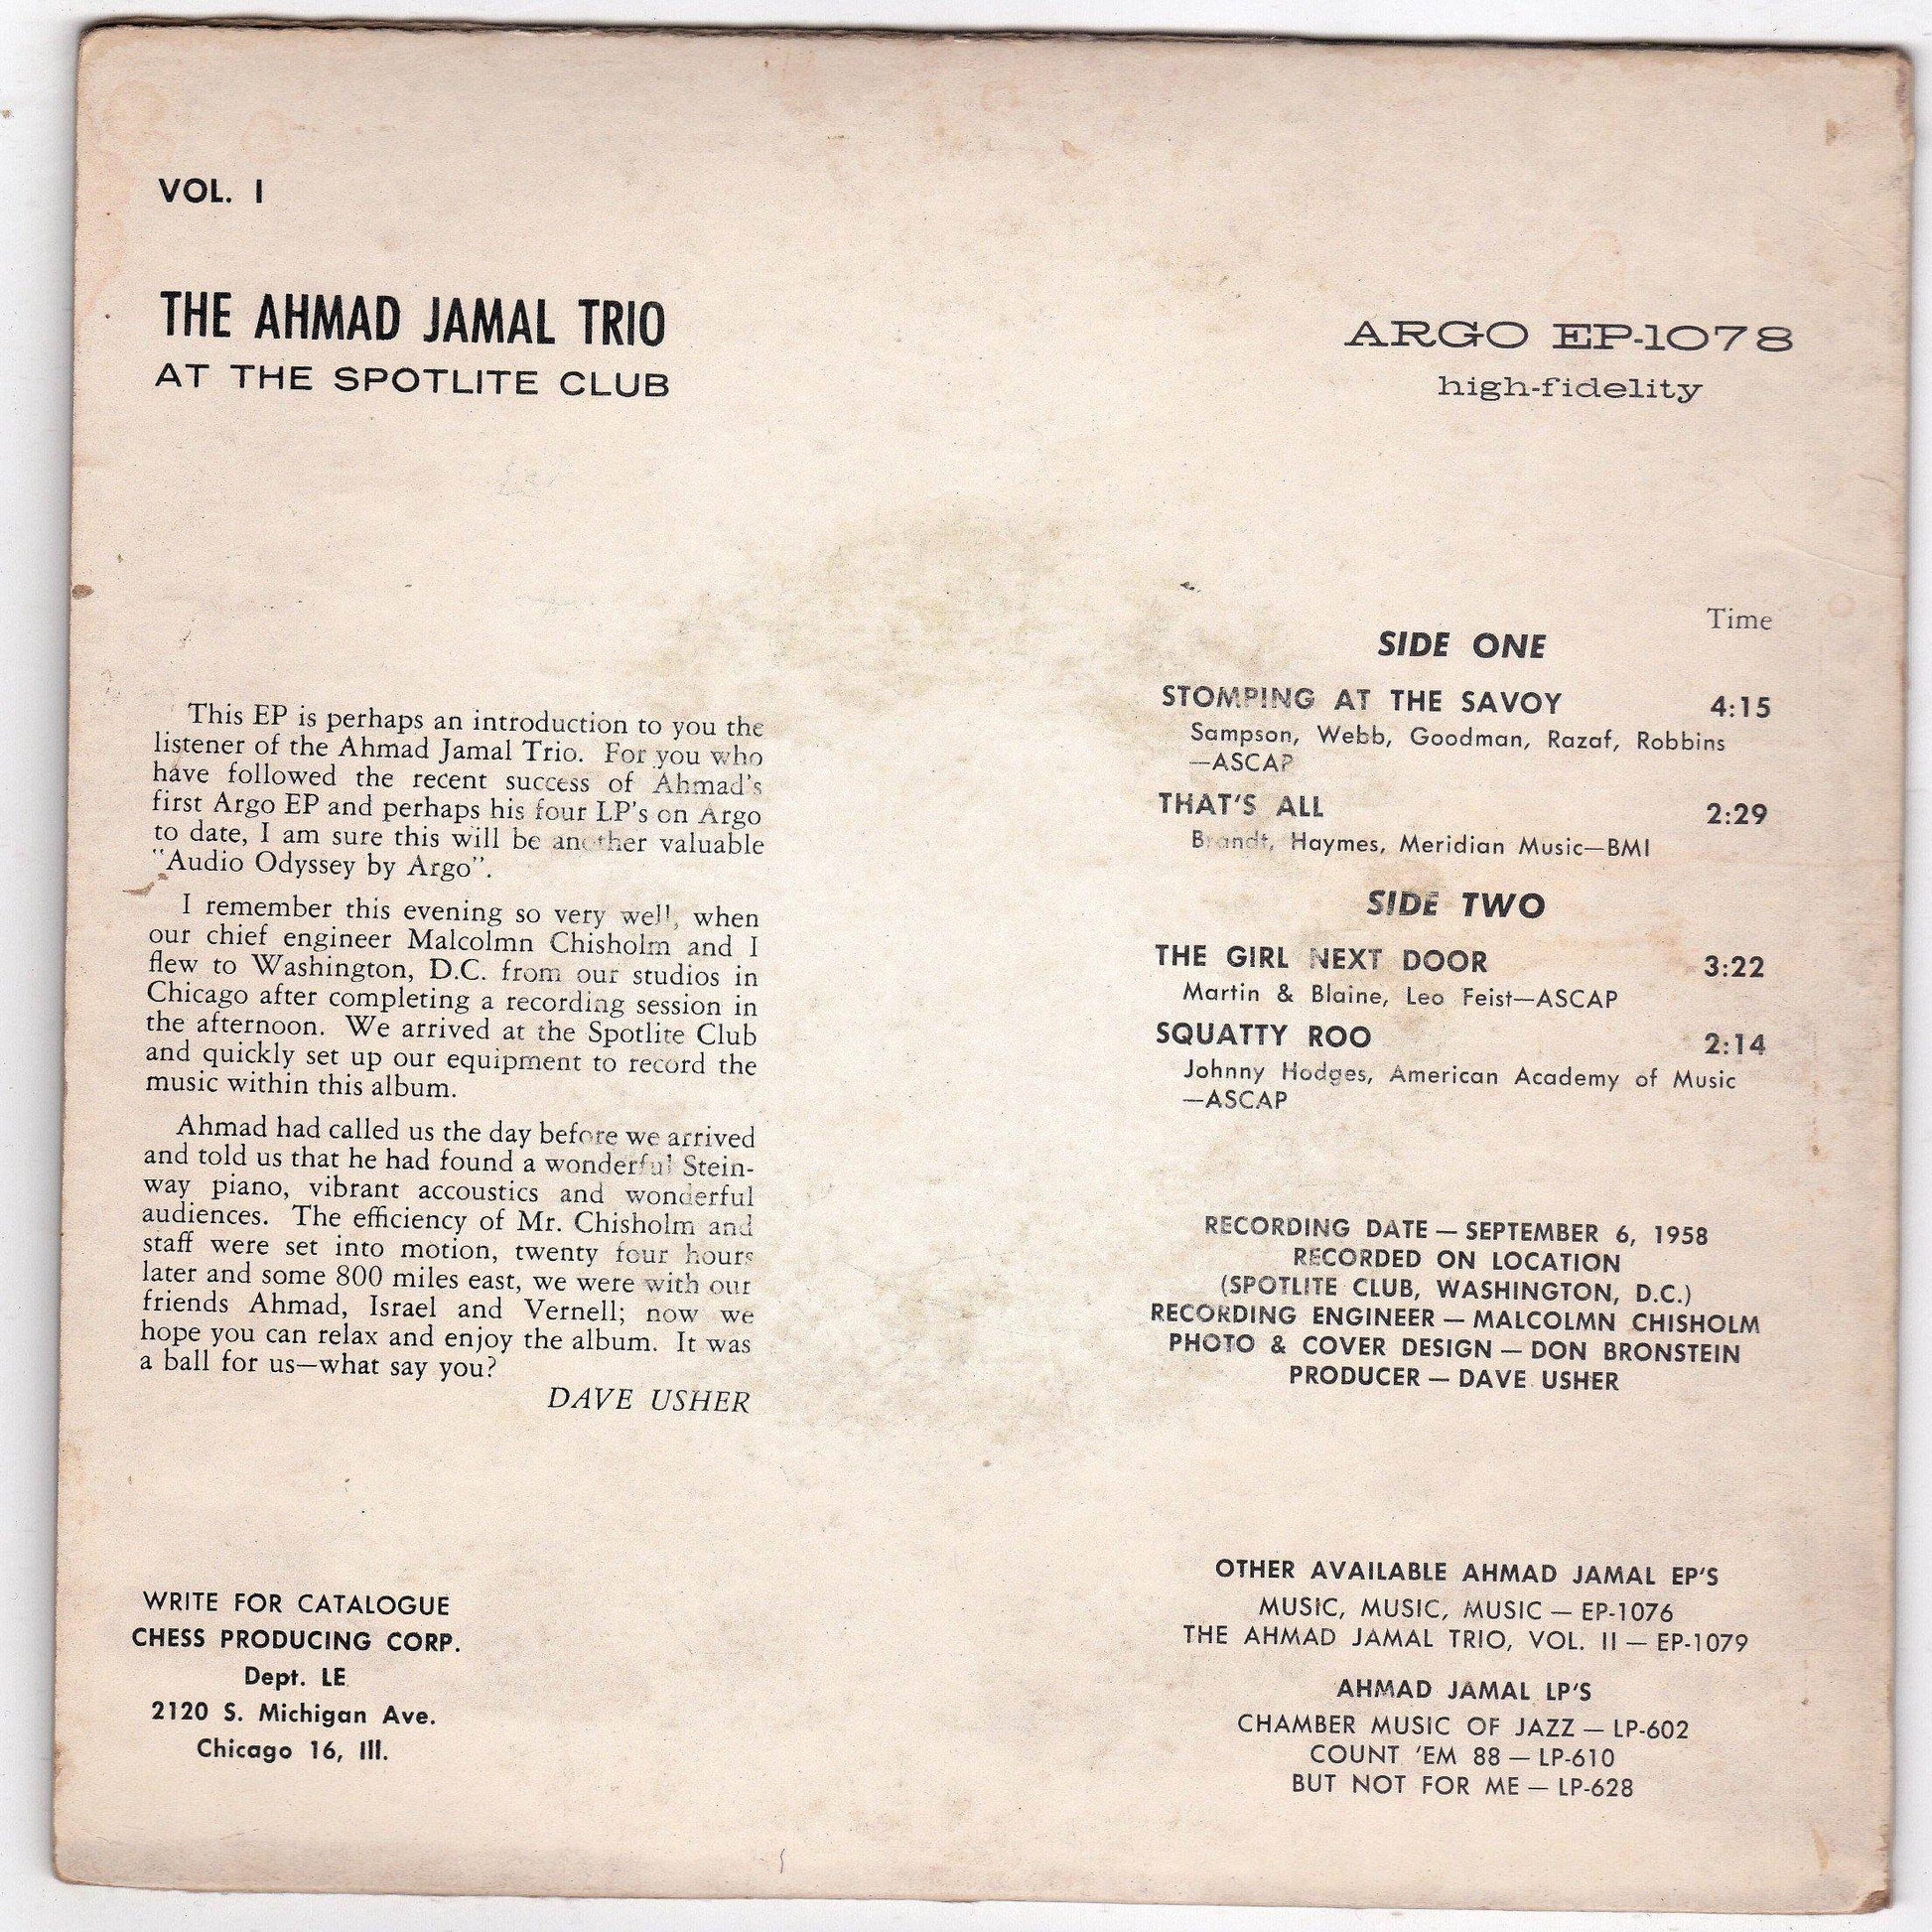 VOL. I
THE AHMAD JAMAL TRIO
AT THE SPOTLITE CLUB
ARGO EP-1078
high-fidelity
This EP is perhaps an introduction to you the
listener of the Ahmad Jamal Trio. For you who
have followed the recent success of Ahmad's
first Argo EP and perhaps his four LP's on Argo
to date, I am sure this will be another valuable
"Audio Odyssey by Argo".
I remember this evening so very well, when
our chief engineer Malcolmn Chisholm and I
flew to Washington, D.C. from our studios in
Chicago after completing a recording session in
the afternoon. We arrived at the Spotlite Club
and quickly set up our equipment to record the
music within this album.
Ahmad had called us the day before we arrived
and told us that he had found a wonderful Stein-
way piano, vibrant accoustics and wonderful
audiences. The efficiency of Mr. Chisholm and
staff were set into motion, twenty four hours
later and some 800 miles east, we were with our
friends Ahmad, Israel and Vernell; now we
hope you can relax and enjoy the album. It was
a ball for us—what say you?
DAVE USHER
WRITE FOR CATALOGUE
CHESS PRODUCING CORP.
Dept. LE
2120 S. Michigan Ave.
Chicago 16, Ill.
Time
SIDE ONE
STOMPING AT THE SAVOY 4:15
Sampson, Webb, Goodman, Razaf, Robbins
—ASCAP
THAT'S ALL 2:29
Brandt, Haymes, Meridian Music—BMI
SIDE TWO
THE GIRL NEXT DOOR 3:22
Martin & Blaine, Leo Feist—ASCAP
SQUATTY ROO 2:14
Johnny Hodges, American Academy of Music
—ASCAP
RECORDING DATE — SEPTEMBER 6, 1958
RECORDED ON LOCATION
(SPOTLITE CLUB, WASHINGTON, D.C.)
RECORDING ENGINEER — MALCOLMN CHISHOLM
PHOTO & COVER DESIGN — DON BRONSTEIN
PRODUCER — DAVE USHER
OTHER AVAILABLE AHMAD JAMAL EP'S
MUSIC, MUSIC, MUSIC — EP-1076
THE AHMAD JAMAL TRIO, VOL. II — EP-1079
AHMAD JAMAL LP'S
CHAMBER MUSIC OF JAZZ — LP-602
COUNT 'EM 88 — LP-610
BUT NOT FOR ME — LP-628